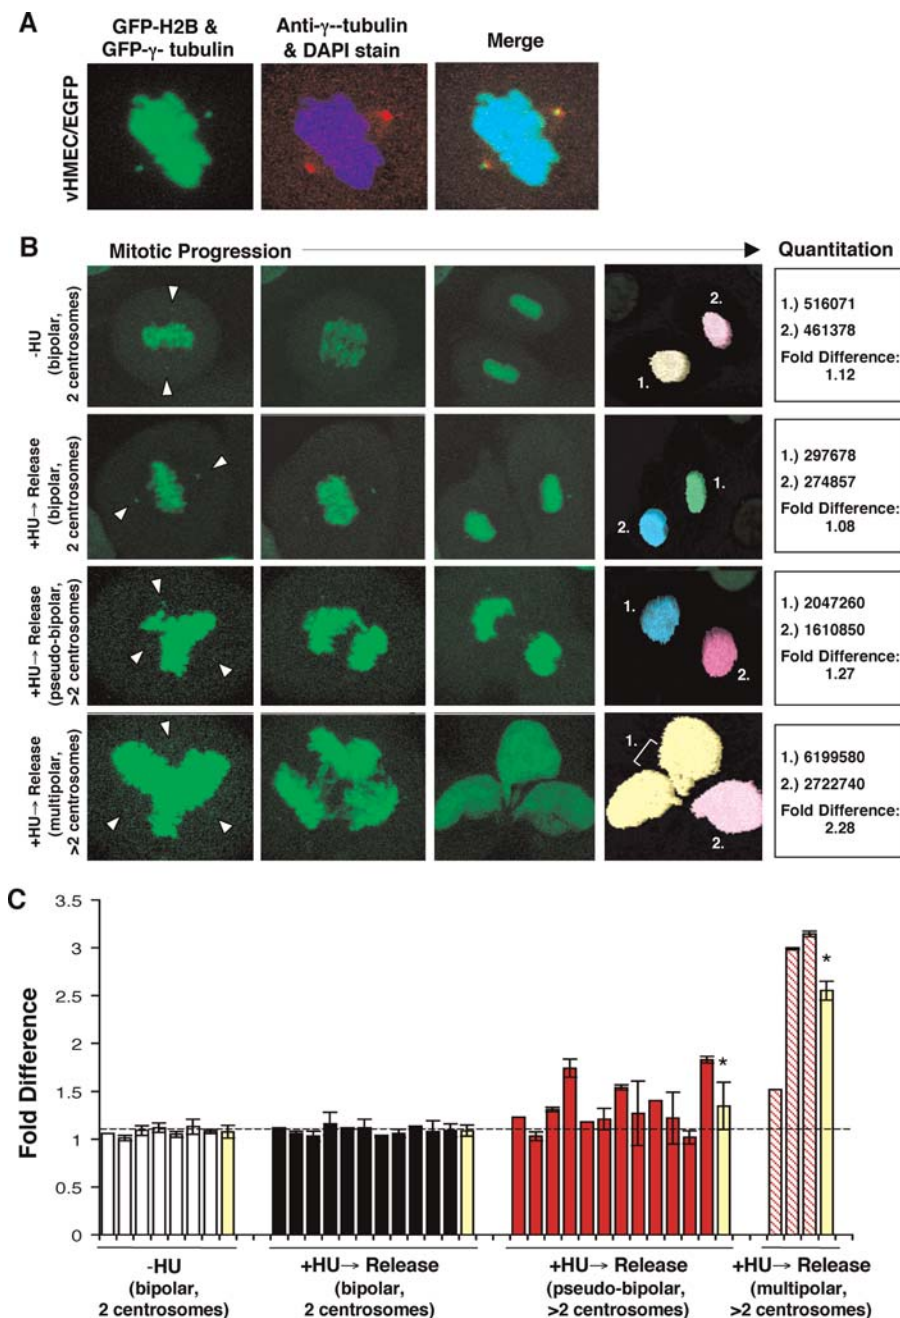 A
GFP-H2B &
GFP-γ- tubulin
Anti-γ--tubulin
& DAPI stain
Merge
vHMEC/EGFP
B
Mitotic Progression
Quantitation
-HU
(bipolar,
2 centrosomes)
2.
1.
1.) 516071
2.) 461378
Fold Difference:
1.12
+HU→ Release
(bipolar,
2 centrosomes)
1.
2.
1.) 297678
2.) 274857
Fold Difference:
1.08
+HU→ Release
(pseudo-bipolar,
>2 centrosomes)
1.
2.
1.) 2047260
2.) 1610850
Fold Difference:
1.27
+HU→ Release
(multipolar,
>2 centrosomes)
1.
2.
1.) 6199580
2.) 2722740
Fold Difference:
2.28
C
Fold Difference
3.5
3
2.5
2
1.5
1
0.5
0
*
*
-HU
(bipolar,
2 centrosomes)
+HU→ Release
(bipolar,
2 centrosomes)
+HU→ Release
(pseudo-bipolar,
>2 centrosomes)
+HU→ Release
(multipolar,
>2 centrosomes)